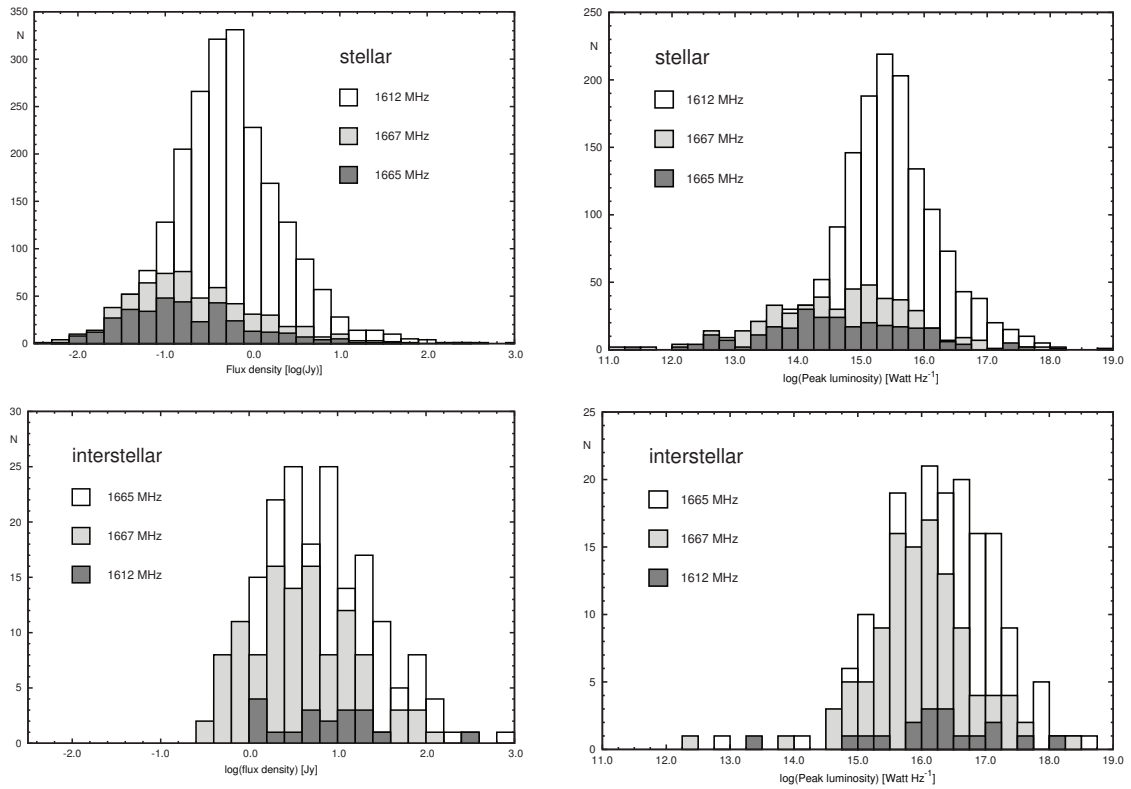 350
N
300
250
200
150
100
50
0
stellar
1612 MHz
1667 MHz
1665 MHz
-2.0 -1.0 0.0 1.0 2.0 3.0
Flux density [log(Jy)]
250
N
200
150
100
50
0
stellar
1612 MHz
1667 MHz
1665 MHz
11.0 12.0 13.0 14.0 15.0 16.0 17.0 18.0 19.0
log(Peak luminosity) [Watt Hz-1]
30
N
25
20
15
10
5
0
interstellar
1665 MHz
1667 MHz
1612 MHz
-2.0 -1.0 0.0 1.0 2.0 3.0
log(flux density) [Jy]
25
N
20
15
10
5
0
interstellar
1665 MHz
1667 MHz
1612 MHz
11.0 12.0 13.0 14.0 15.0 16.0 17.0 18.0 19.0
log(Peak luminosity) [Watt Hz-1]